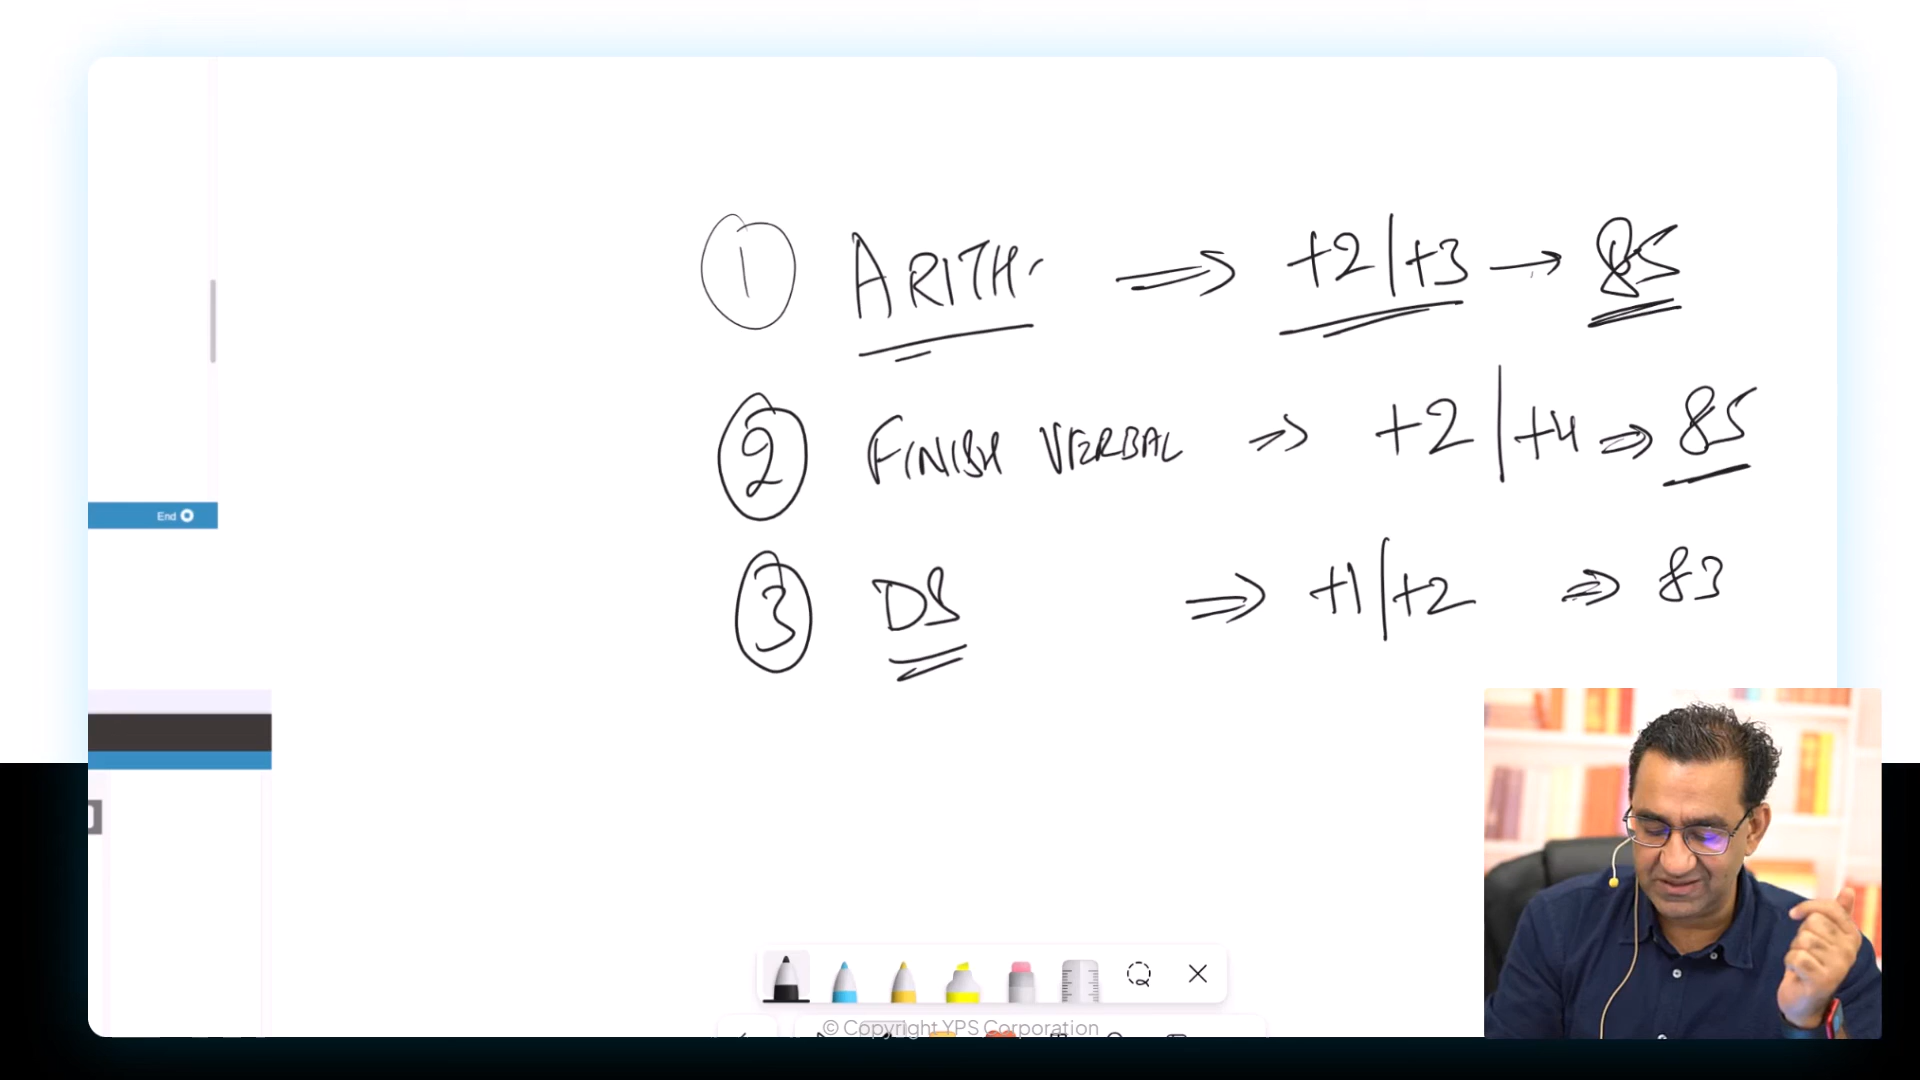 ① ARITH. ⇒ +2|+3 → 85
② FINISH VERBAL ⇒ +2|+4 ⇒ 85
End
③ DS ⇒ +1|+2 ⇒ 83
© Copyright YPS Corporation